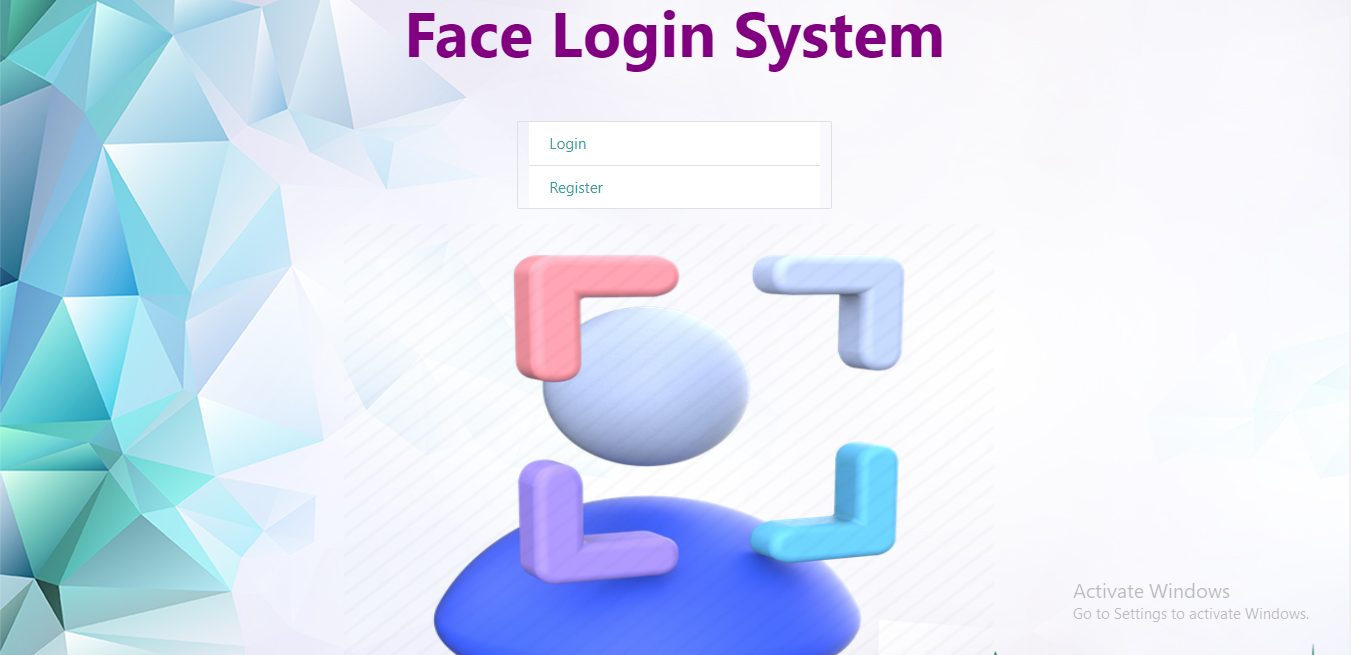 Face Login System
Login
Register
Activate Windows
Go to Settings to activate Windows.